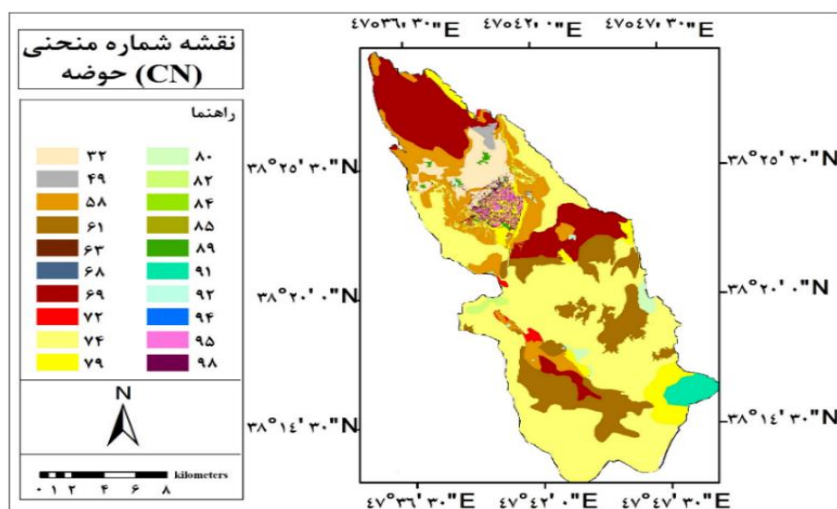 نقشه شماره منحنی
(CN) حوضه
راهنما
۳۲
۴۹
۵۸
۶۱
۶۳
۶۸
۶۹
۷۲
۷۴
۷۹
۸۰
۸۲
۸۴
۸۵
۸۹
۹۱
۹۲
۹۴
۹۵
۹۸
N
kilometers
۰ ۱ ۲ ۴ ۶ ۸
۴۷°۳۶' ۳۰"E ۴۷°۴۲' ۰"E ۴۷°۴۷' ۳۰"E
۳۸°۲۵' ۳۰"N ۳۸°۲۵' ۳۰"N
۳۸°۲۰' ۰"N ۳۸°۲۰' ۰"N
۳۸°۱۴' ۳۰"N ۳۸°۱۴' ۳۰"N
۴۷°۳۶' ۳۰"E ۴۷°۴۲' ۰"E ۴۷°۴۷' ۳۰"E